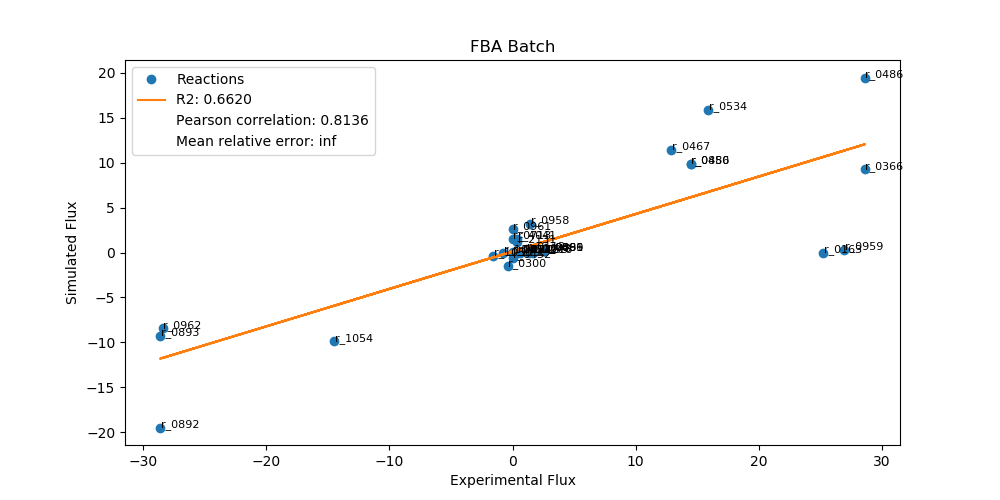 FBA Batch
Reactions
R2: 0.6620
Pearson correlation: 0.8136
Mean relative error: inf
r_0486
r_0534
r_0467
r_0366
r_0958
r_0961
r_0300
r_0959
r_0962
r_0893
r_1054
r_0892
20
15
10
5
0
−5
−10
−15
−20
Simulated Flux
−30
−20
−10
0
10
20
30
Experimental Flux